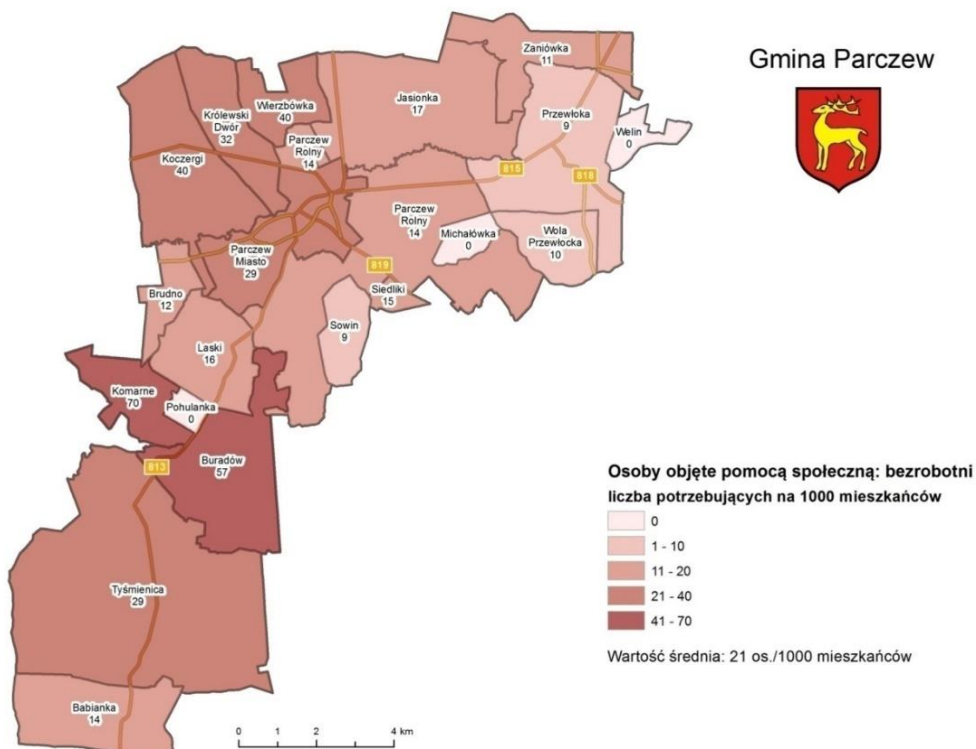 Gmina Parczew
Zaniówka
11
Jasionka
17
Wierzbówka
40
Królewski
Dwór
32
Przewłoka
9
Welin
0
Parczew
Rolny
14
Koczergi
40
815
818
Parczew
Rolny
14
Michałówka
0
Wola
Przewłocka
10
Parczew
Miasto
29
819
Siedliki
15
Brudno
12
Sowin
9
Laski
16
Komarne
70
Pohulanka
0
Buradów
57
813
Tyśmienica
29
Babianka
14
Osoby objęte pomocą społeczną: bezrobotni
liczba potrzebujących na 1000 mieszkańców
0
1 - 10
11 - 20
21 - 40
41 - 70
Wartość średnia: 21 os./1000 mieszkańców
0 1 2 4 km